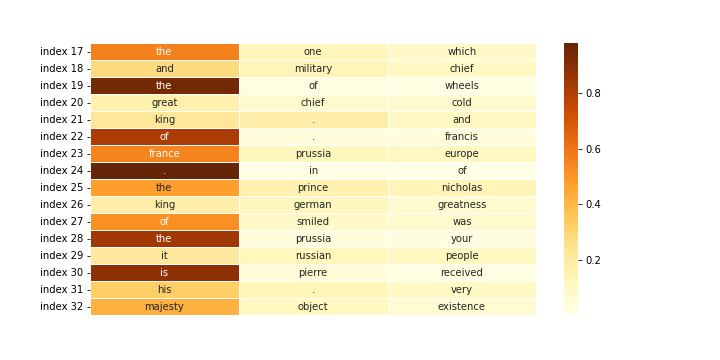 index 17 the one which
index 18 and military chief
index 19 the of wheels
index 20 great chief cold
index 21 king . and
index 22 of . francis
index 23 france prussia europe
index 24 . in of
index 25 the prince nicholas
index 26 king german greatness
index 27 of smiled was
index 28 the prussia your
index 29 it russian people
index 30 is pierre received
index 31 his . very
index 32 majesty object existence
0.8
0.6
0.4
0.2